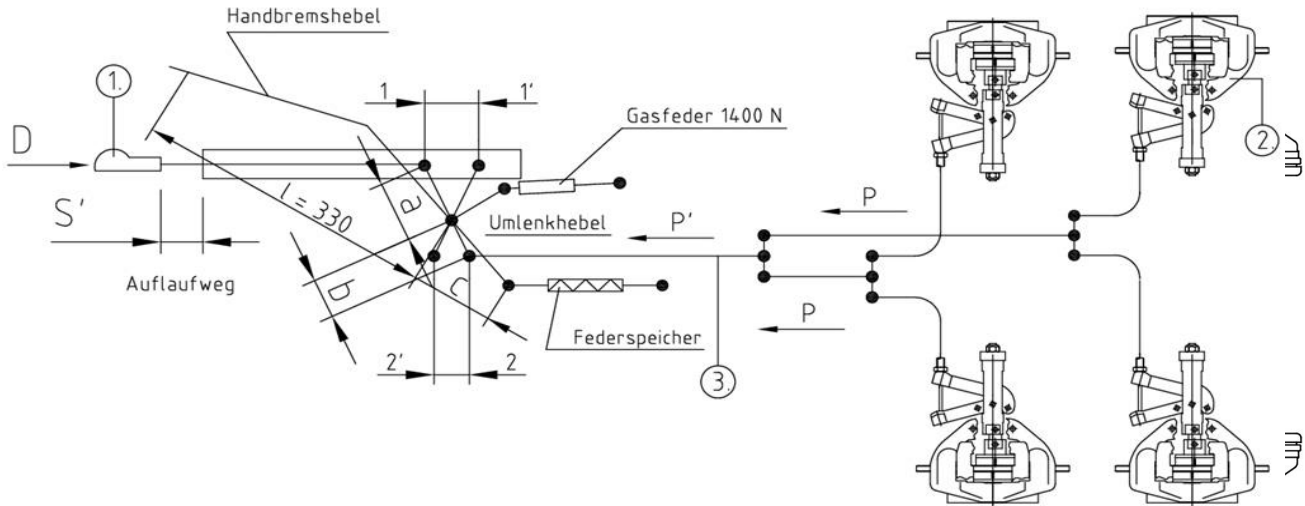 Handbremshebel
1.
1 1'
Gasfeder 1400 N
2.
D
a
l = 330
Umlenkhebel
P
S'
P'
Auflaufweg
b
c
P
Federspeicher
2' 2
3.